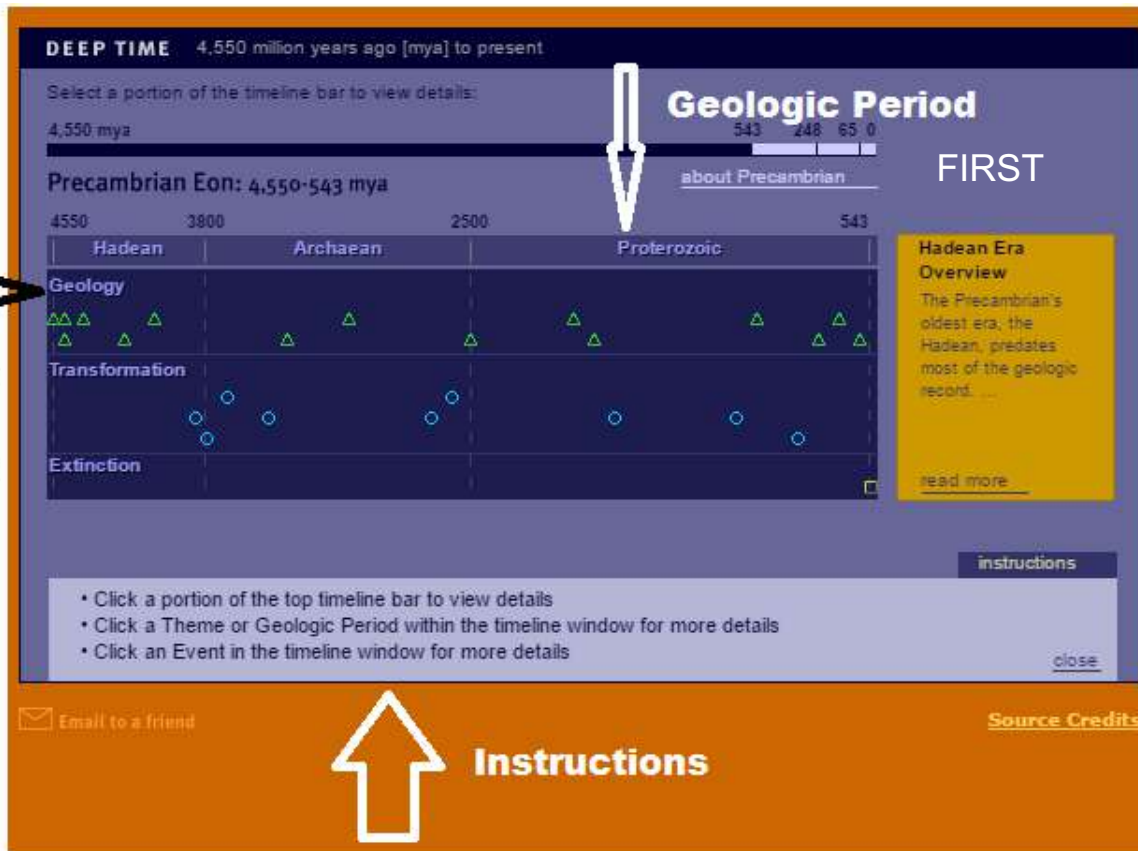 DEEP TIME 4,550 million years ago [mya] to present
Select a portion of the timeline bar to view details:
Geologic Period
4,550 mya 543 248 65 0
FIRST
Precambrian Eon: 4,550-543 mya
about Precambrian
4550 3800 2500 543
Hadean Archaean Proterozoic
Geology
Transformation
Extinction
Hadean Era
Overview
The Precambrian's
oldest era, the
Hadean, predates
most of the geologic
record. ...
read more
instructions
• Click a portion of the top timeline bar to view details
• Click a Theme or Geologic Period within the timeline window for more details
• Click an Event in the timeline window for more details
close
Email to a friend
Source Credits
Instructions